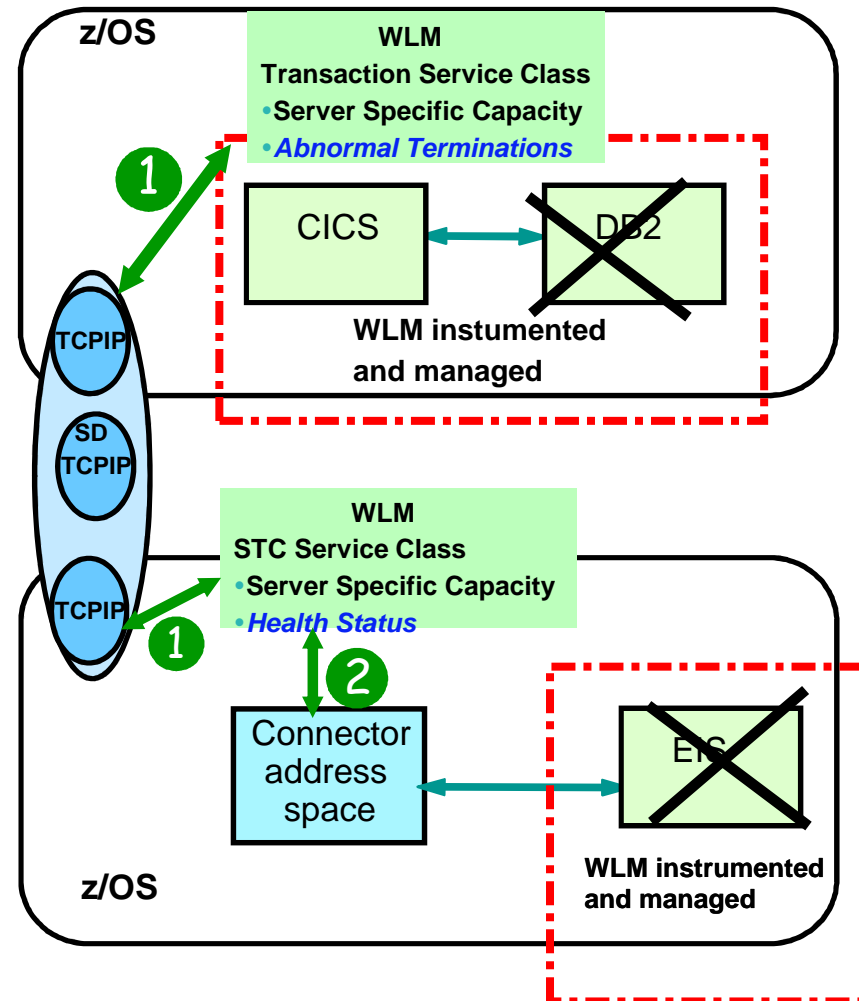 z/OS
WLM
Transaction Service Class
•Server Specific Capacity
•Abnormal Terminations
1
CICS
DB2
WLM instumented
and managed
TCPIP
SD
TCPIP
TCPIP
WLM
STC Service Class
•Server Specific Capacity
•Health Status
1
2
Connector
address
space
EIS
WLM instrumented
and managed
z/OS